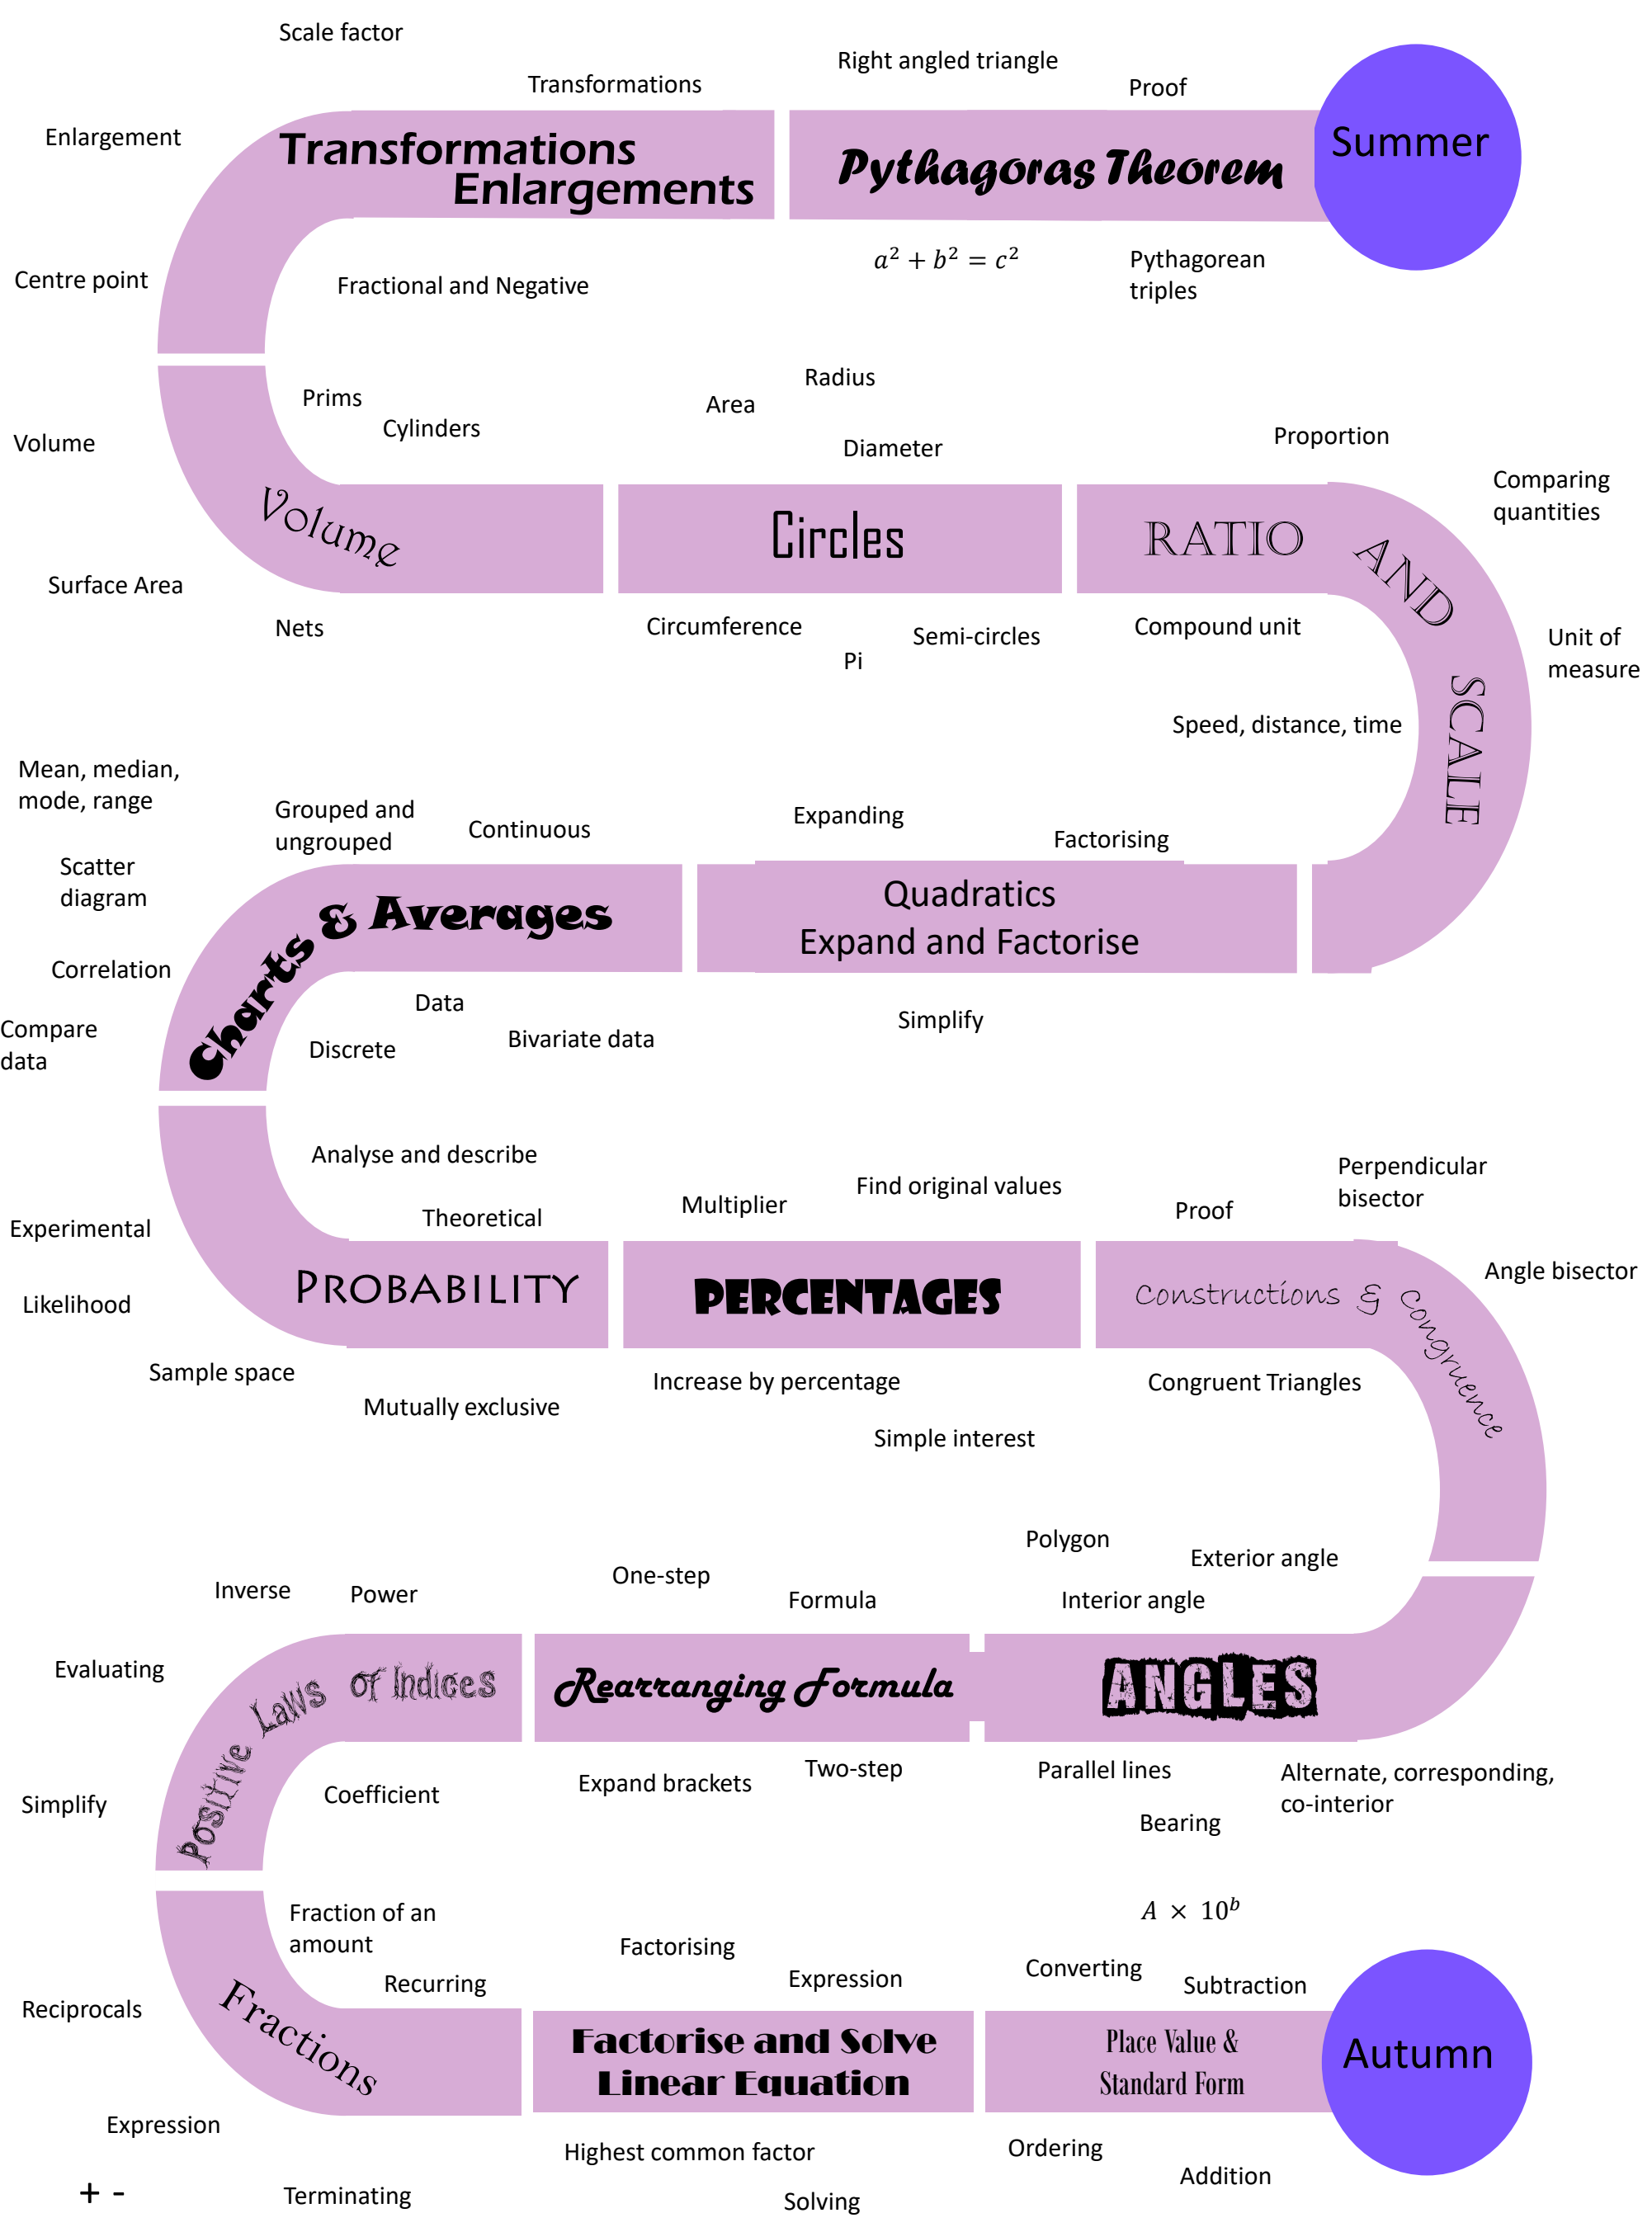 Scale factor
Transformations
Right angled triangle
Proof
Enlargement
Transformations
Enlargements
Pythagoras Theorem
Summer
Centre point
Fractional and Negative
a² + b² = c²
Pythagorean
triples
Prims
Cylinders
Area
Radius
Diameter
Proportion
Comparing
quantities
Volume
Volume
Circles
RATIO AND SCALE
Surface Area
Nets
Circumference
Pi
Semi-circles
Compound unit
Unit of
measure
Speed, distance, time
Mean, median,
mode, range
Grouped and
ungrouped
Continuous
Expanding
Factorising
Scatter
diagram
Charts & Averages
Quadratics
Expand and Factorise
Correlation
Compare
data
Data
Discrete
Bivariate data
Simplify
Analyse and describe
Theoretical
Multiplier
Find original values
Proof
Perpendicular
bisector
Experimental
Likelihood
PROBABILITY
PERCENTAGES
Constructions & Congruence
Angle bisector
Sample space
Mutually exclusive
Increase by percentage
Simple interest
Congruent Triangles
Inverse
Power
One-step
Formula
Polygon
Exterior angle
Interior angle
Evaluating
Positive Laws of Indices
Rearranging Formula
ANGLES
Simplify
Coefficient
Expand brackets
Two-step
Parallel lines
Bearing
Alternate, corresponding,
co-interior
Fraction of an
amount
Recurring
Factorising
Expression
A × 10ᵇ
Converting
Subtraction
Reciprocals
Fractions
Factorise and Solve
Linear Equation
Place Value &
Standard Form
Autumn
Expression
+ -
Terminating
Highest common factor
Solving
Ordering
Addition